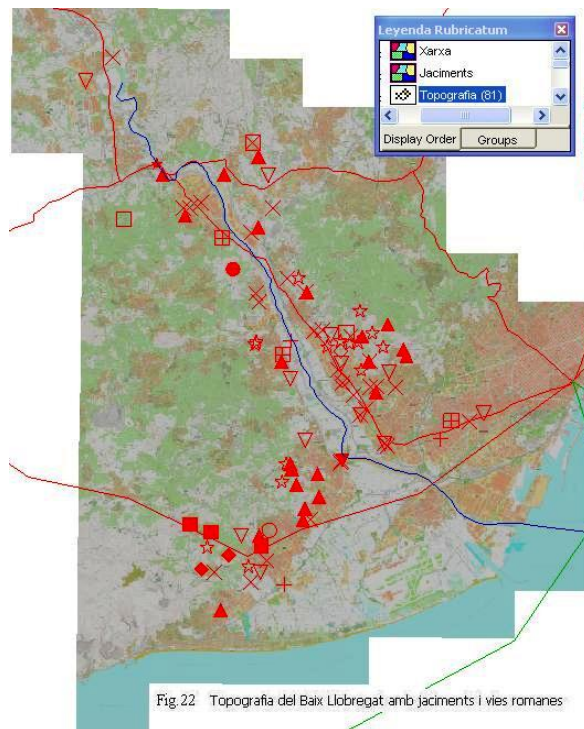 Leyenda Rubricatum
Xarxa
Jaciments
Topografia (81)
Display Order
Groups
Fig.22 Topografia del Baix Llobregat amb jaciments i vies romanes